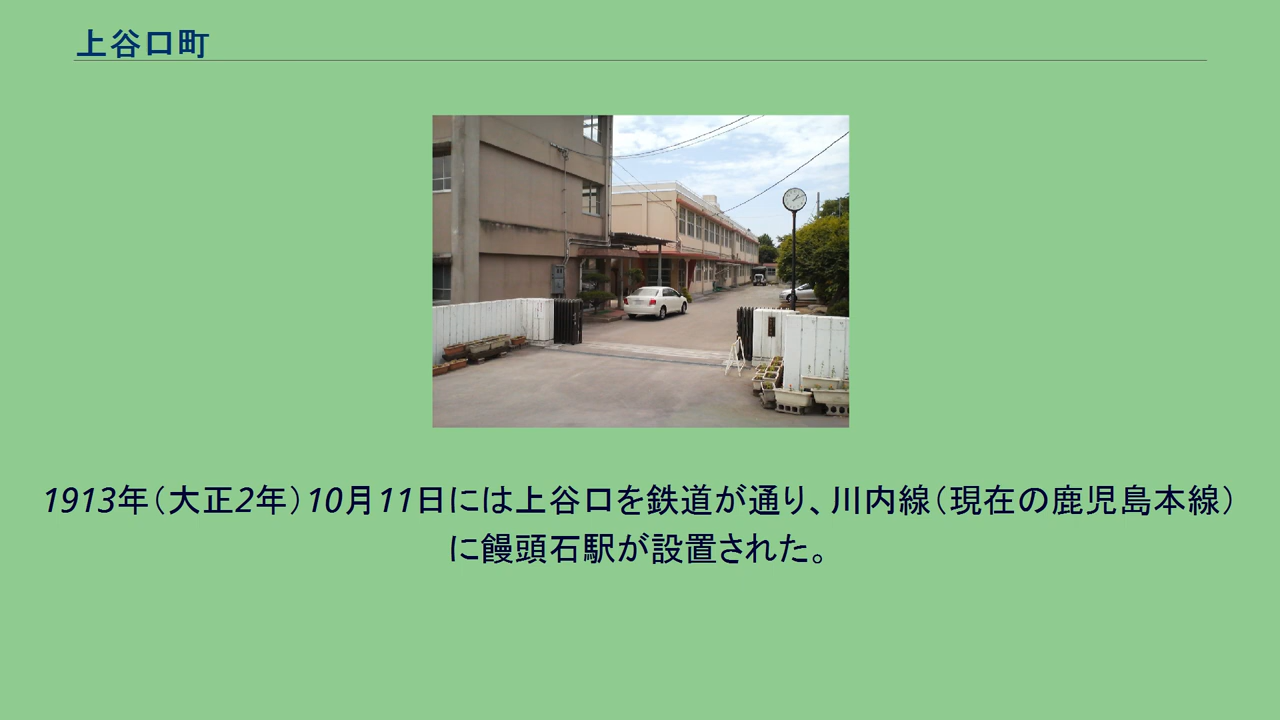 上谷口町
1913年（大正2年）10月11日には上谷口を鉄道が通り、川内線（現在の鹿児島本線）
に饅頭石駅が設置された。